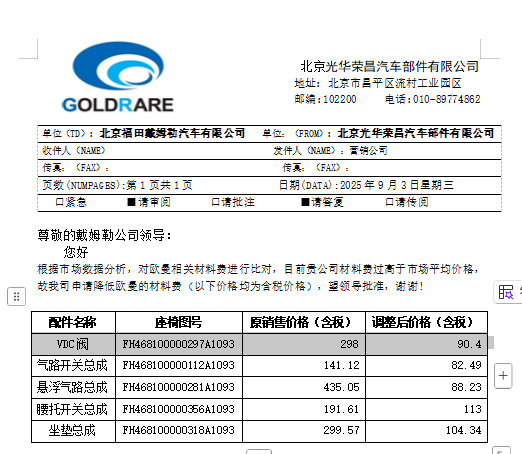 GOLDRARE
北京光华荣昌汽车部件有限公司
地址：北京市昌平区流村工业园区
邮编:102200 电话:010-89774862
单位（TD）：北京福田戴姆勒汽车有限公司 单位：（FROM）：北京光华荣昌汽车部件有限公司
收件人（NAME） 发件人（NAME）：营销公司
传真：（FAX）： 传真：（FAX）：
页数(NUMPAGES):第 1 页共 1 页 日期(DATA):2025 年 9 月 3 日星期三
口紧急 ■请审阅 口请批注 ■请答复 口请传阅
尊敬的戴姆勒公司领导：
您好
根据市场数据分析，对欧曼相关材料费进行比对，目前贵公司材料费过高于市场平均价格，
故我司申请降低欧曼的材料费（以下价格均为含税价格），望领导批准，谢谢！
配件名称 座椅图号 原销售价格（含税） 调整后价格（含税）
VDC阀 FH468100000297A1093 298 90.4
气路开关总成 FH468100000112A1093 141.12 82.49
悬浮气路总成 FH468100000281A1093 435.05 88.23
腰托开关总成 FH468100000356A1093 191.61 113
坐垫总成 FH468100000318A1093 299.57 104.34